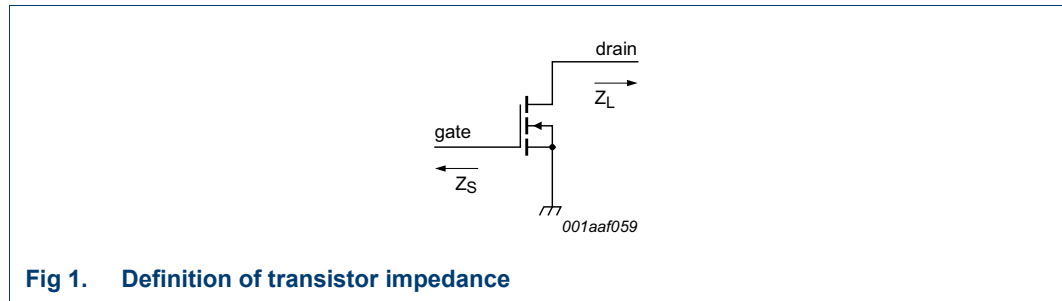 drain
Z_L
gate
Z_S
001aaf059
Fig 1. Definition of transistor impedance